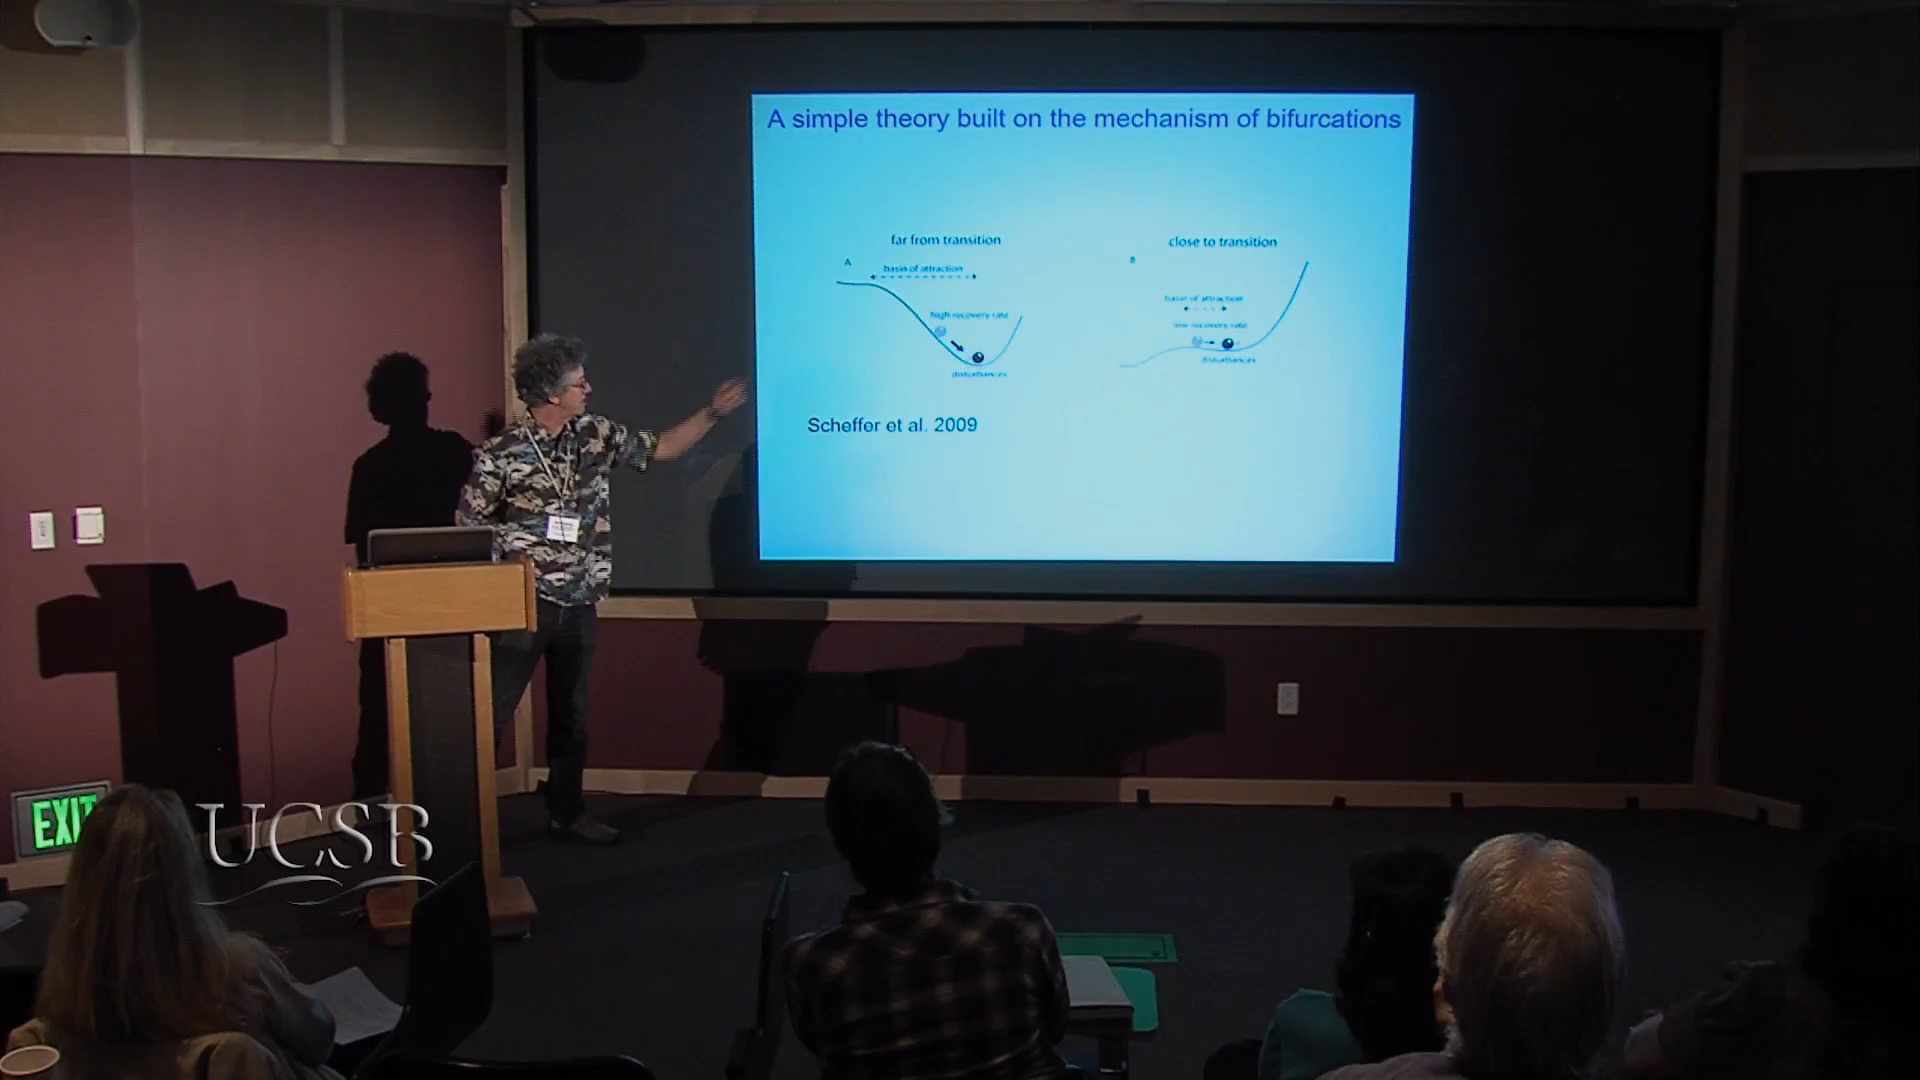 A simple theory built on the mechanism of bifurcations
far from transition
A
basin of attraction
high recovery rate
disturbances
close to transition
B
basin of attraction
low recovery rate
disturbances
Scheffer et al. 2009
EXIT
UCSB